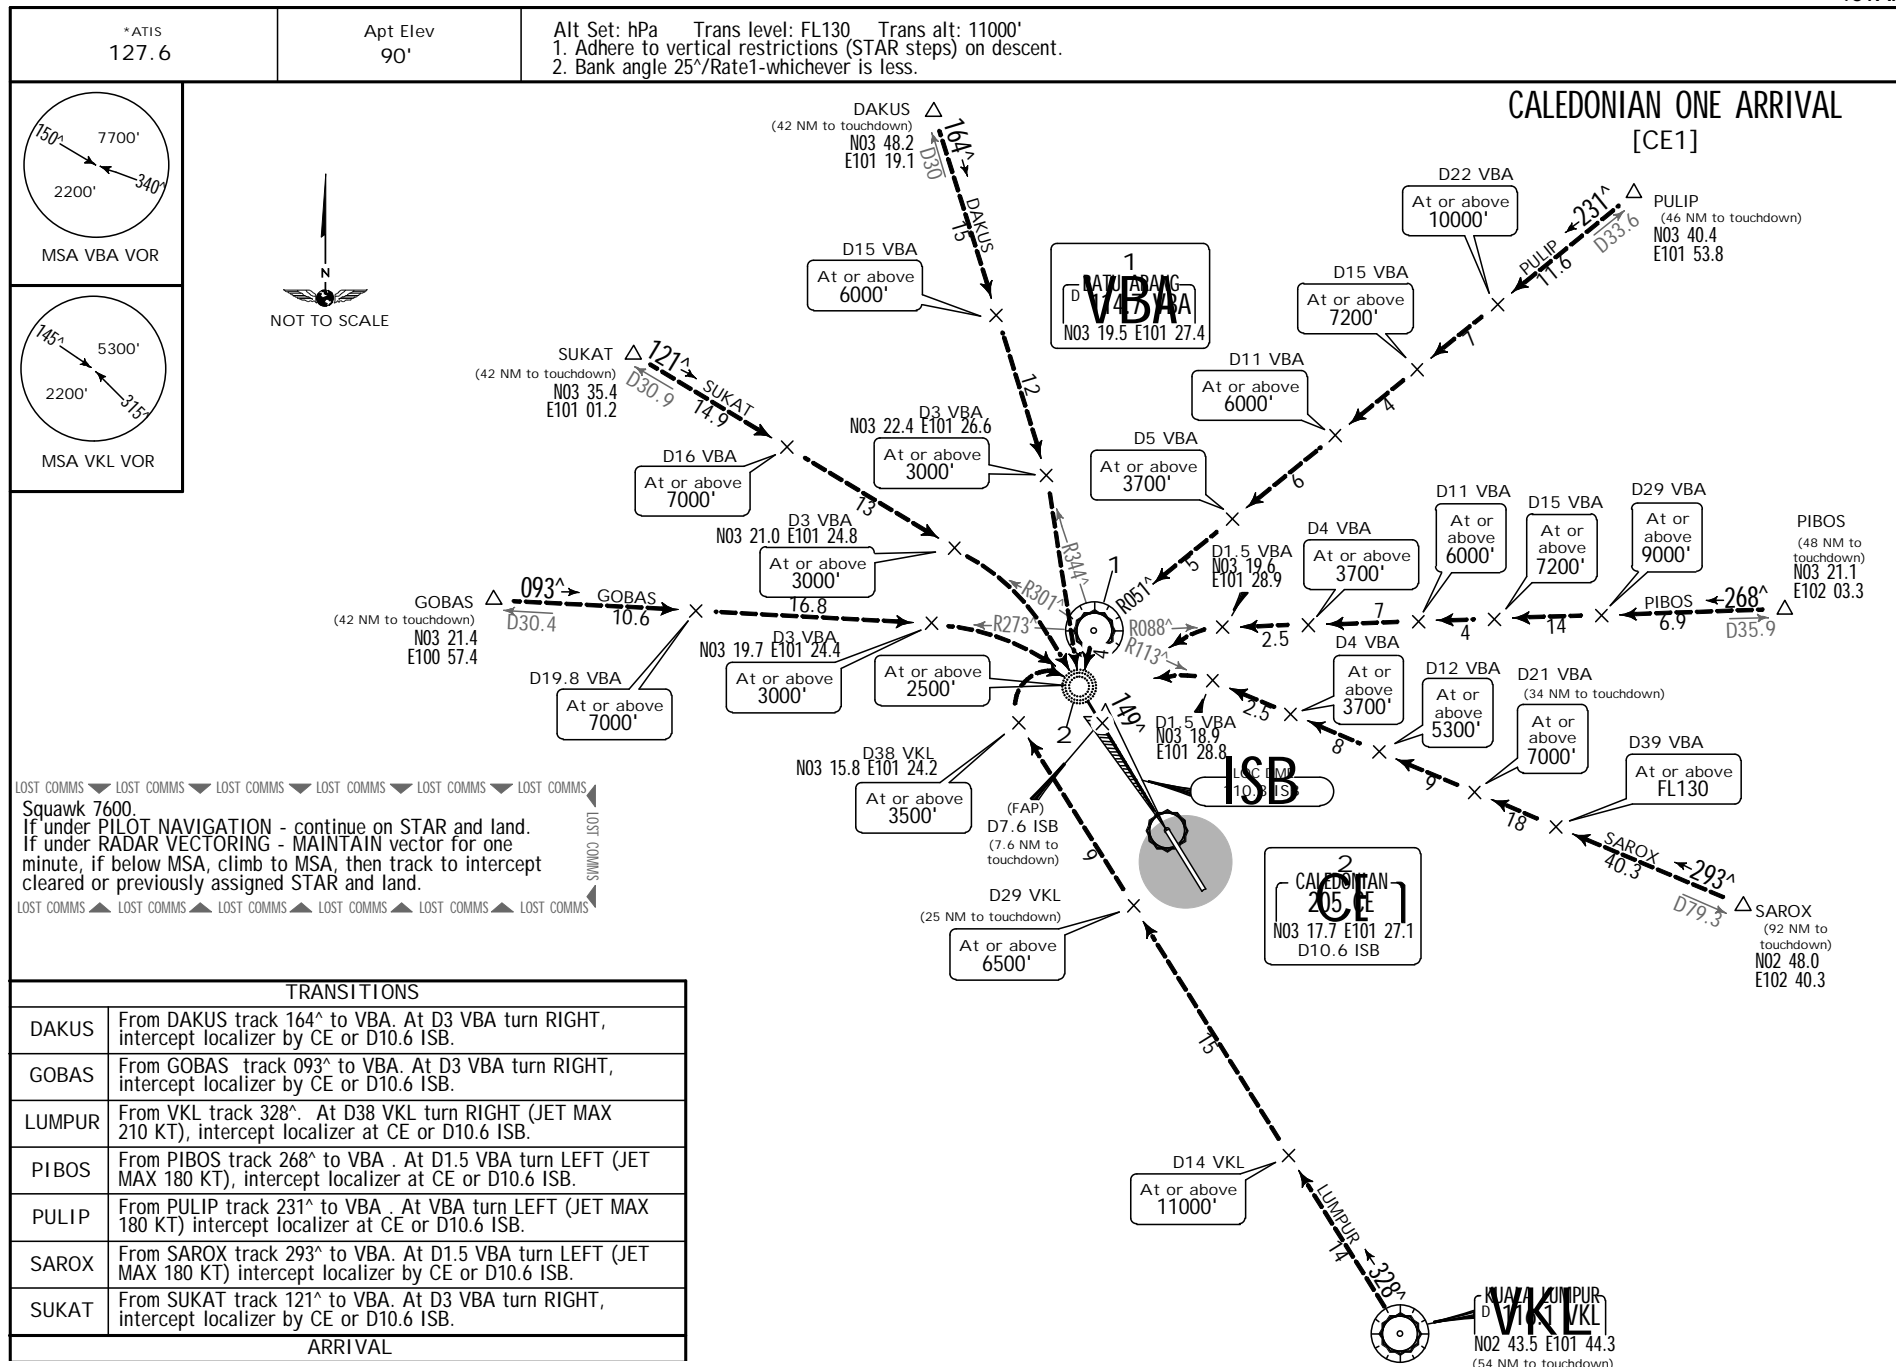 *ATIS
127.6
Apt Elev
90'
Alt Set: hPa Trans level: FL130 Trans alt: 11000'
1. Adhere to vertical restrictions (STAR steps) on descent.
2. Bank angle 25^/Rate1-whichever is less.
150^
7700'
2200'
340^
MSA VBA VOR
145^
5300'
2200'
315^
MSA VKL VOR
N
NOT TO SCALE
CALEDONIAN ONE ARRIVAL
[CE1]
DAKUS
(42 NM to touchdown)
N03 48.2
E101 19.1
164^
D30
DAKUS
15
D15 VBA
At or above
6000'
12
D3 VBA
N03 22.4 E101 26.6
At or above
3000'
R344^
1
BATU ARANG
D 114.7 VBA
VBA
N03 19.5 E101 27.4
D22 VBA
At or above
10000'
PULIP
(46 NM to touchdown)
N03 40.4
E101 53.8
231^
D33.6
PULIP
11.6
D15 VBA
At or above
7200'
7
D11 VBA
At or above
6000'
4
D5 VBA
At or above
3700'
6
5
R051^
1
4
SUKAT
(42 NM to touchdown)
N03 35.4
E101 01.2
121^
D30.9
SUKAT
14.9
D16 VBA
At or above
7000'
13
D3 VBA
N03 21.0 E101 24.8
At or above
3000'
R301^
GOBAS
(42 NM to touchdown)
N03 21.4
E100 57.4
093^
D30.4
GOBAS
10.6
D19.8 VBA
At or above
7000'
16.8
D3 VBA
N03 19.7 E101 24.4
At or above
3000'
R273^
At or above
2500'
2
D1.5 VBA
N03 19.6
E101 28.9
R088^
2.5
D4 VBA
At or above
3700'
7
D11 VBA
At or
above
6000'
4
D15 VBA
At or
above
7200'
14
D29 VBA
At or
above
9000'
PIBOS
6.9
268^
D35.9
PIBOS
(48 NM to
touchdown)
N03 21.1
E102 03.3
R113^
D1.5 VBA
N03 18.9
E101 28.8
2.5
D4 VBA
At or
above
3700'
8
D12 VBA
At or
above
5300'
9
D21 VBA
(34 NM to touchdown)
At or
above
7000'
18
D39 VBA
At or above
FL130
SAROX
40.3
293^
D79.3
SAROX
(92 NM to
touchdown)
N02 48.0
E102 40.3
149^
LOC DME
110.3 ISB
ISB
(FAP)
D7.6 ISB
(7.6 NM to
touchdown)
D38 VKL
N03 15.8 E101 24.2
At or above
3500'
9
D29 VKL
(25 NM to touchdown)
At or above
6500'
15
2
CALEDONIAN
205 CE
CE1
N03 17.7 E101 27.1
D10.6 ISB
D14 VKL
At or above
11000'
LUMPUR
14
328^
KUALA LUMPUR
D 116.1 VKL
VKL
N02 43.5 E101 44.3
(54 NM to touchdown)
LOST COMMS LOST COMMS LOST COMMS LOST COMMS LOST COMMS LOST COMMS
LOST COMMS
Squawk 7600.
If under PILOT NAVIGATION - continue on STAR and land.
If under RADAR VECTORING - MAINTAIN vector for one
minute, if below MSA, climb to MSA, then track to intercept
cleared or previously assigned STAR and land.
LOST COMMS LOST COMMS LOST COMMS LOST COMMS LOST COMMS LOST COMMS
TRANSITIONS
DAKUS
From DAKUS track 164^ to VBA. At D3 VBA turn RIGHT,
intercept localizer by CE or D10.6 ISB.
GOBAS
From GOBAS track 093^ to VBA. At D3 VBA turn RIGHT,
intercept localizer by CE or D10.6 ISB.
LUMPUR
From VKL track 328^. At D38 VKL turn RIGHT (JET MAX
210 KT), intercept localizer at CE or D10.6 ISB.
PIBOS
From PIBOS track 268^ to VBA . At D1.5 VBA turn LEFT (JET
MAX 180 KT), intercept localizer at CE or D10.6 ISB.
PULIP
From PULIP track 231^ to VBA . At VBA turn LEFT (JET MAX
180 KT) intercept localizer at CE or D10.6 ISB.
SAROX
From SAROX track 293^ to VBA. At D1.5 VBA turn LEFT (JET
MAX 180 KT) intercept localizer by CE or D10.6 ISB.
SUKAT
From SUKAT track 121^ to VBA. At D3 VBA turn RIGHT,
intercept localizer by CE or D10.6 ISB.
ARRIVAL